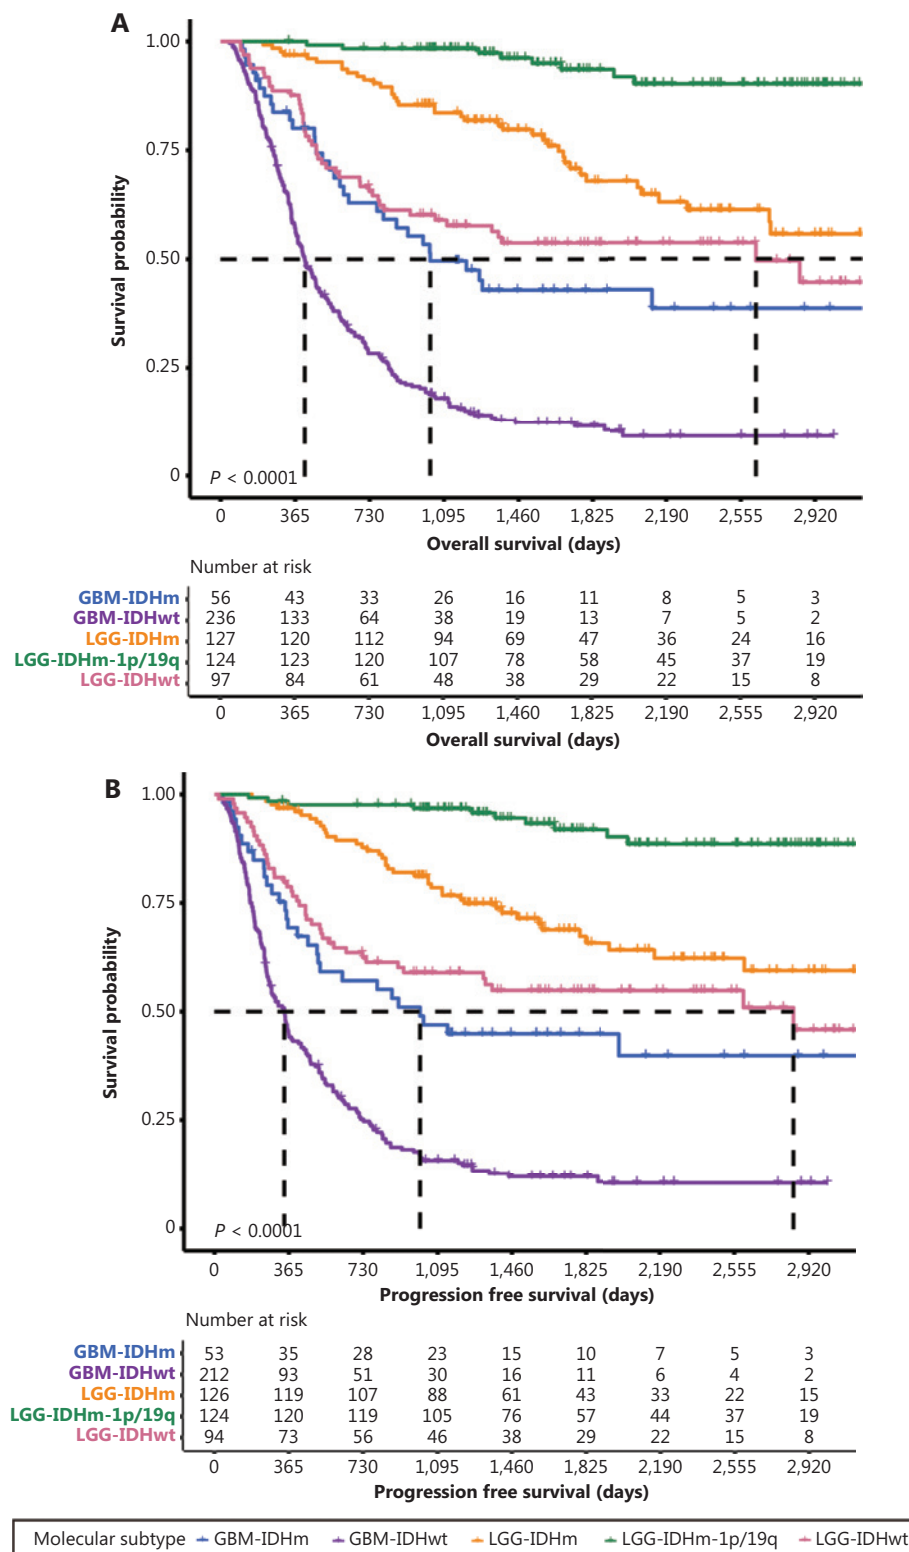 A
Survival probability
1.00
0.75
0.50
0.25
0
P < 0.0001
0 365 730 1,095 1,460 1,825 2,190 2,555 2,920
Overall survival (days)
Number at risk
GBM-IDHm 56 43 33 26 16 11 8 5 3
GBM-IDHwt 236 133 64 38 19 13 7 5 2
LGG-IDHm 127 120 112 94 69 47 36 24 16
LGG-IDHm-1p/19q 124 123 120 107 78 58 45 37 19
LGG-IDHwt 97 84 61 48 38 29 22 15 8
0 365 730 1,095 1,460 1,825 2,190 2,555 2,920
Overall survival (days)
B
Survival probability
1.00
0.75
0.50
0.25
0
P < 0.0001
0 365 730 1,095 1,460 1,825 2,190 2,555 2,920
Progression free survival (days)
Number at risk
GBM-IDHm 53 35 28 23 15 10 7 5 3
GBM-IDHwt 212 93 51 30 16 11 6 4 2
LGG-IDHm 126 119 107 88 61 43 33 22 15
LGG-IDHm-1p/19q 124 120 119 105 76 57 44 37 19
LGG-IDHwt 94 73 56 46 38 29 22 15 8
0 365 730 1,095 1,460 1,825 2,190 2,555 2,920
Progression free survival (days)
Molecular subtype GBM-IDHm GBM-IDHwt LGG-IDHm LGG-IDHm-1p/19q LGG-IDHwt